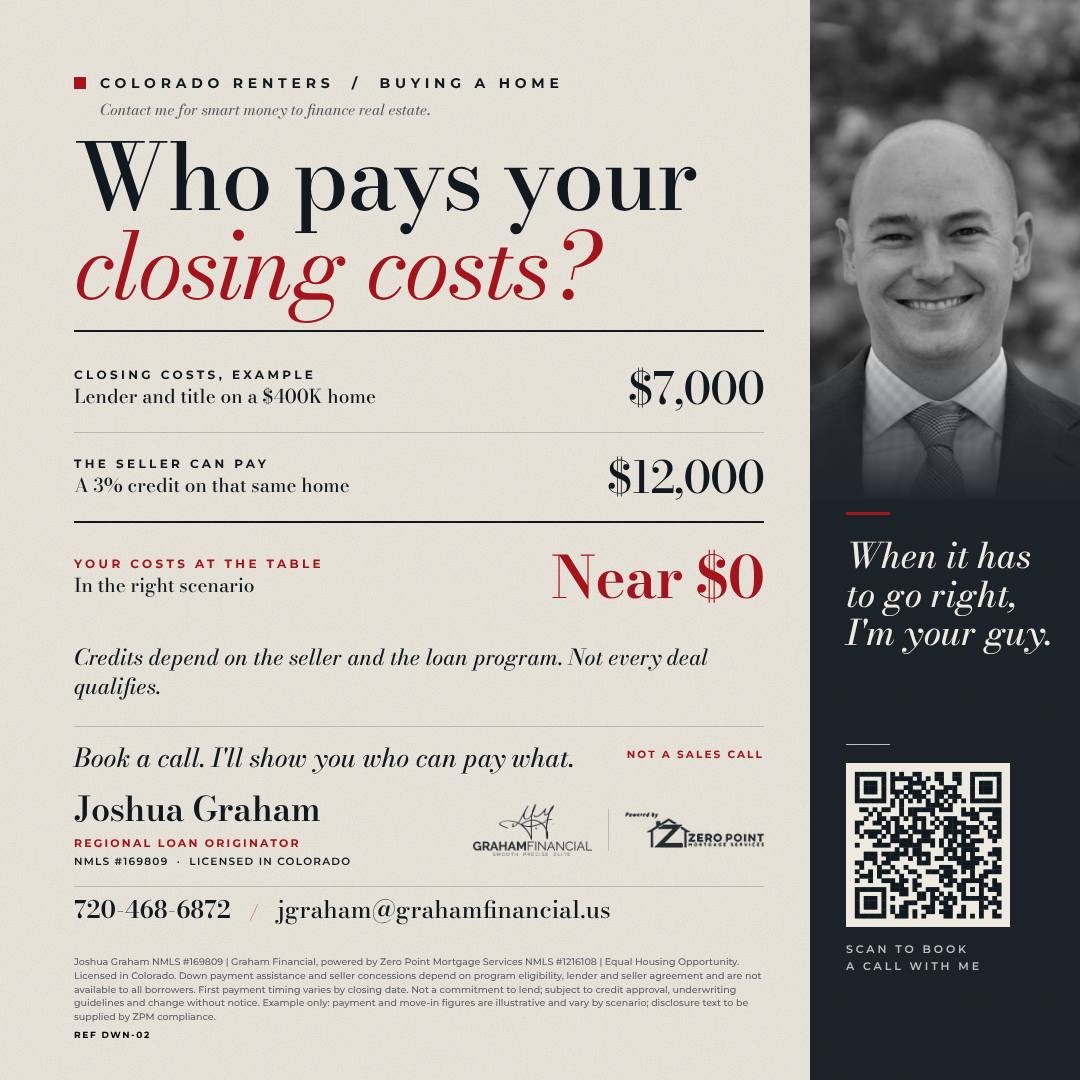 COLORADO RENTERS / BUYING A HOME
Contact me for smart money to finance real estate.
Who pays your
closing costs?
CLOSING COSTS, EXAMPLE
Lender and title on a $400K home
$7,000
THE SELLER CAN PAY
A 3% credit on that same home
$12,000
YOUR COSTS AT THE TABLE
In the right scenario
Near $0
Credits depend on the seller and the loan program. Not every deal
qualifies.
Book a call. I'll show you who can pay what.
NOT A SALES CALL
Joshua Graham
REGIONAL LOAN ORIGINATOR
NMLS #169809 · LICENSED IN COLORADO
GRAHAMFINANCIAL
SMOOTH. PRECISE. ELITE.
Powered by
ZERO POINT
MORTGAGE SERVICES
720-468-6872 / jgraham@grahamfinancial.us
Joshua Graham NMLS #169809 | Graham Financial, powered by Zero Point Mortgage Services NMLS #1216108 | Equal Housing Opportunity.
Licensed in Colorado. Down payment assistance and seller concessions depend on program eligibility, lender and seller agreement and are not
available to all borrowers. First payment timing varies by closing date. Not a commitment to lend; subject to credit approval, underwriting
guidelines and change without notice. Example only: payment and move-in figures are illustrative and vary by scenario; disclosure text to be
supplied by ZPM compliance.
REF DWN-02
When it has
to go right,
I'm your guy.
SCAN TO BOOK
A CALL WITH ME